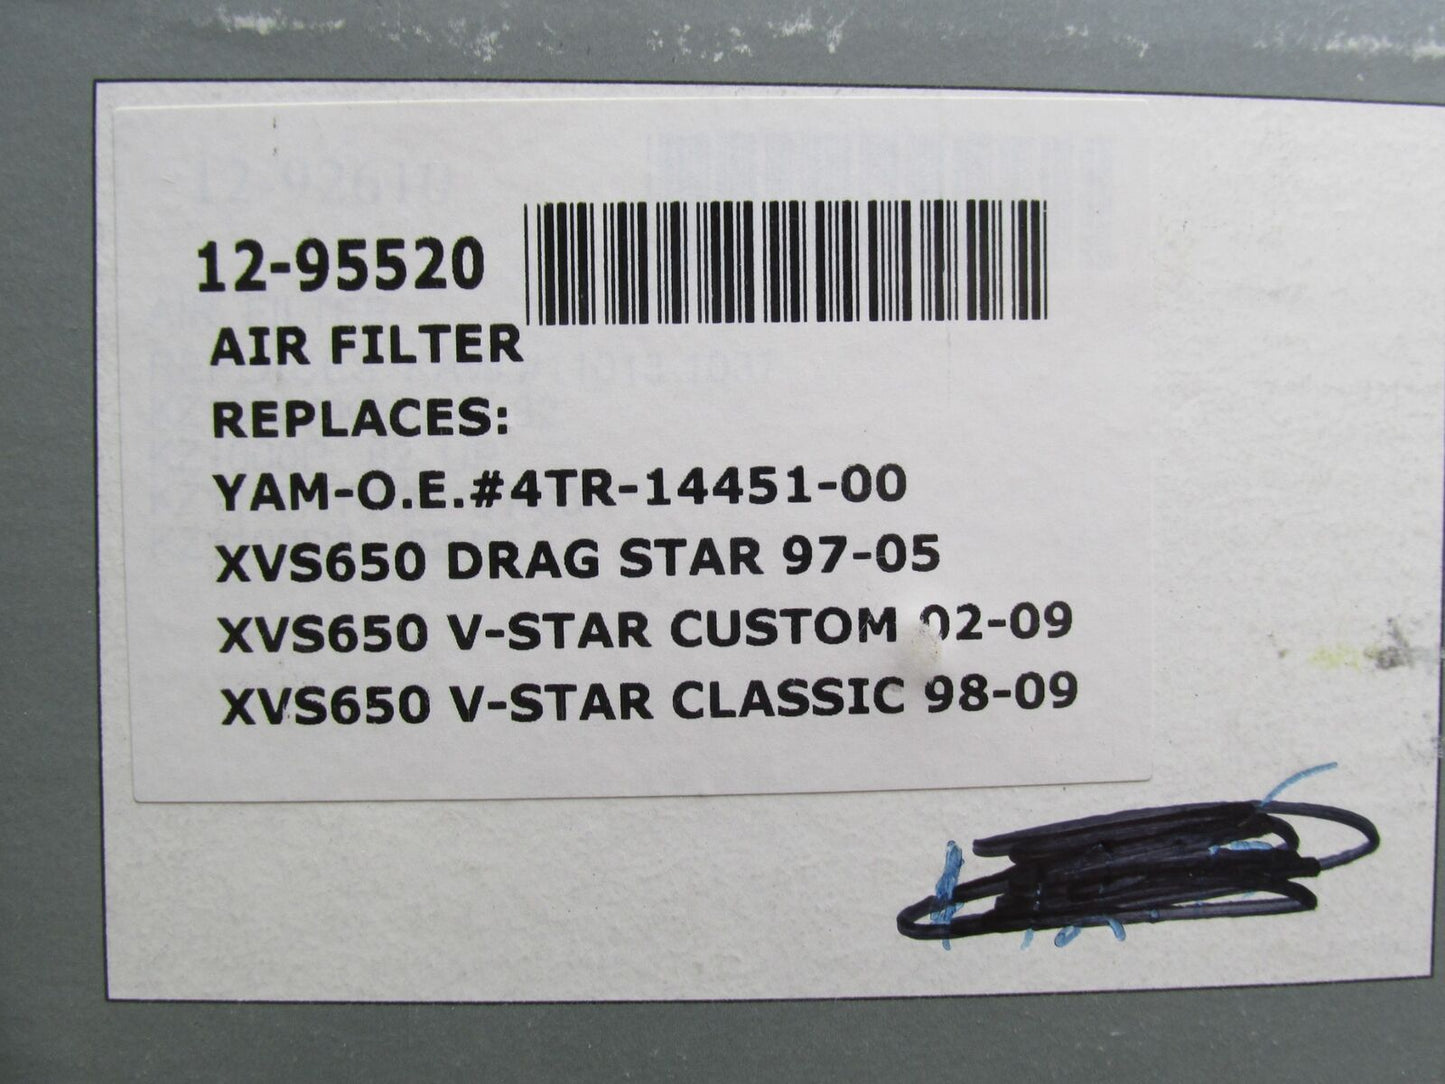 12-95520
AIR FILTER
REPLACES:
YAM-O.E.#4TR-14451-00
XVS650 DRAG STAR 97-05
XVS650 V-STAR CUSTOM 02-09
XVS650 V-STAR CLASSIC 98-09